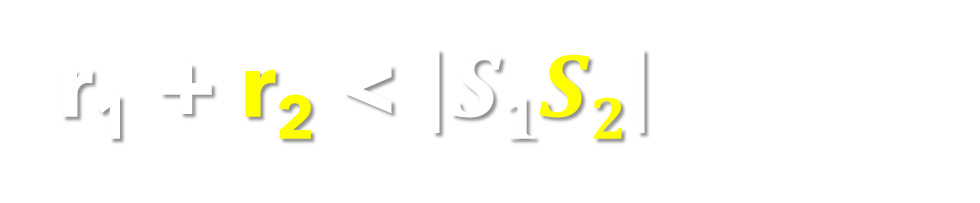 r₁ + r₂ < |S₁S₂|